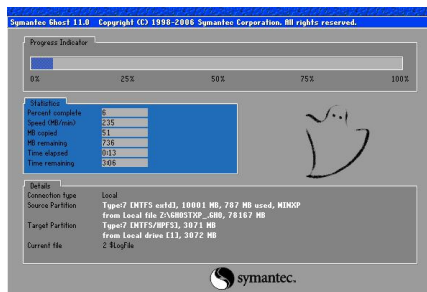 Symantec Ghost 11.0 Copyright (C) 1998-2006 Symantec Corporation. All rights reserved.
Progress Indicator
0% 25% 50% 75% 100%
Statistics
Percent complete 6
Speed (MB/min) 235
MB copied 51
MB remaining 736
Time elapsed 0:13
Time remaining 3:06
Details
Connection type Local
Source Partition Type:7 [NTFS extd], 10001 MB, 787 MB used, WINXP
from Local file Z:\GHOSTXP_.GHO, 78167 MB
Target Partition Type:7 [NTFS/HPFS], 3071 MB
from Local drive [1], 3072 MB
Current file 2 $LogFile
symantec.